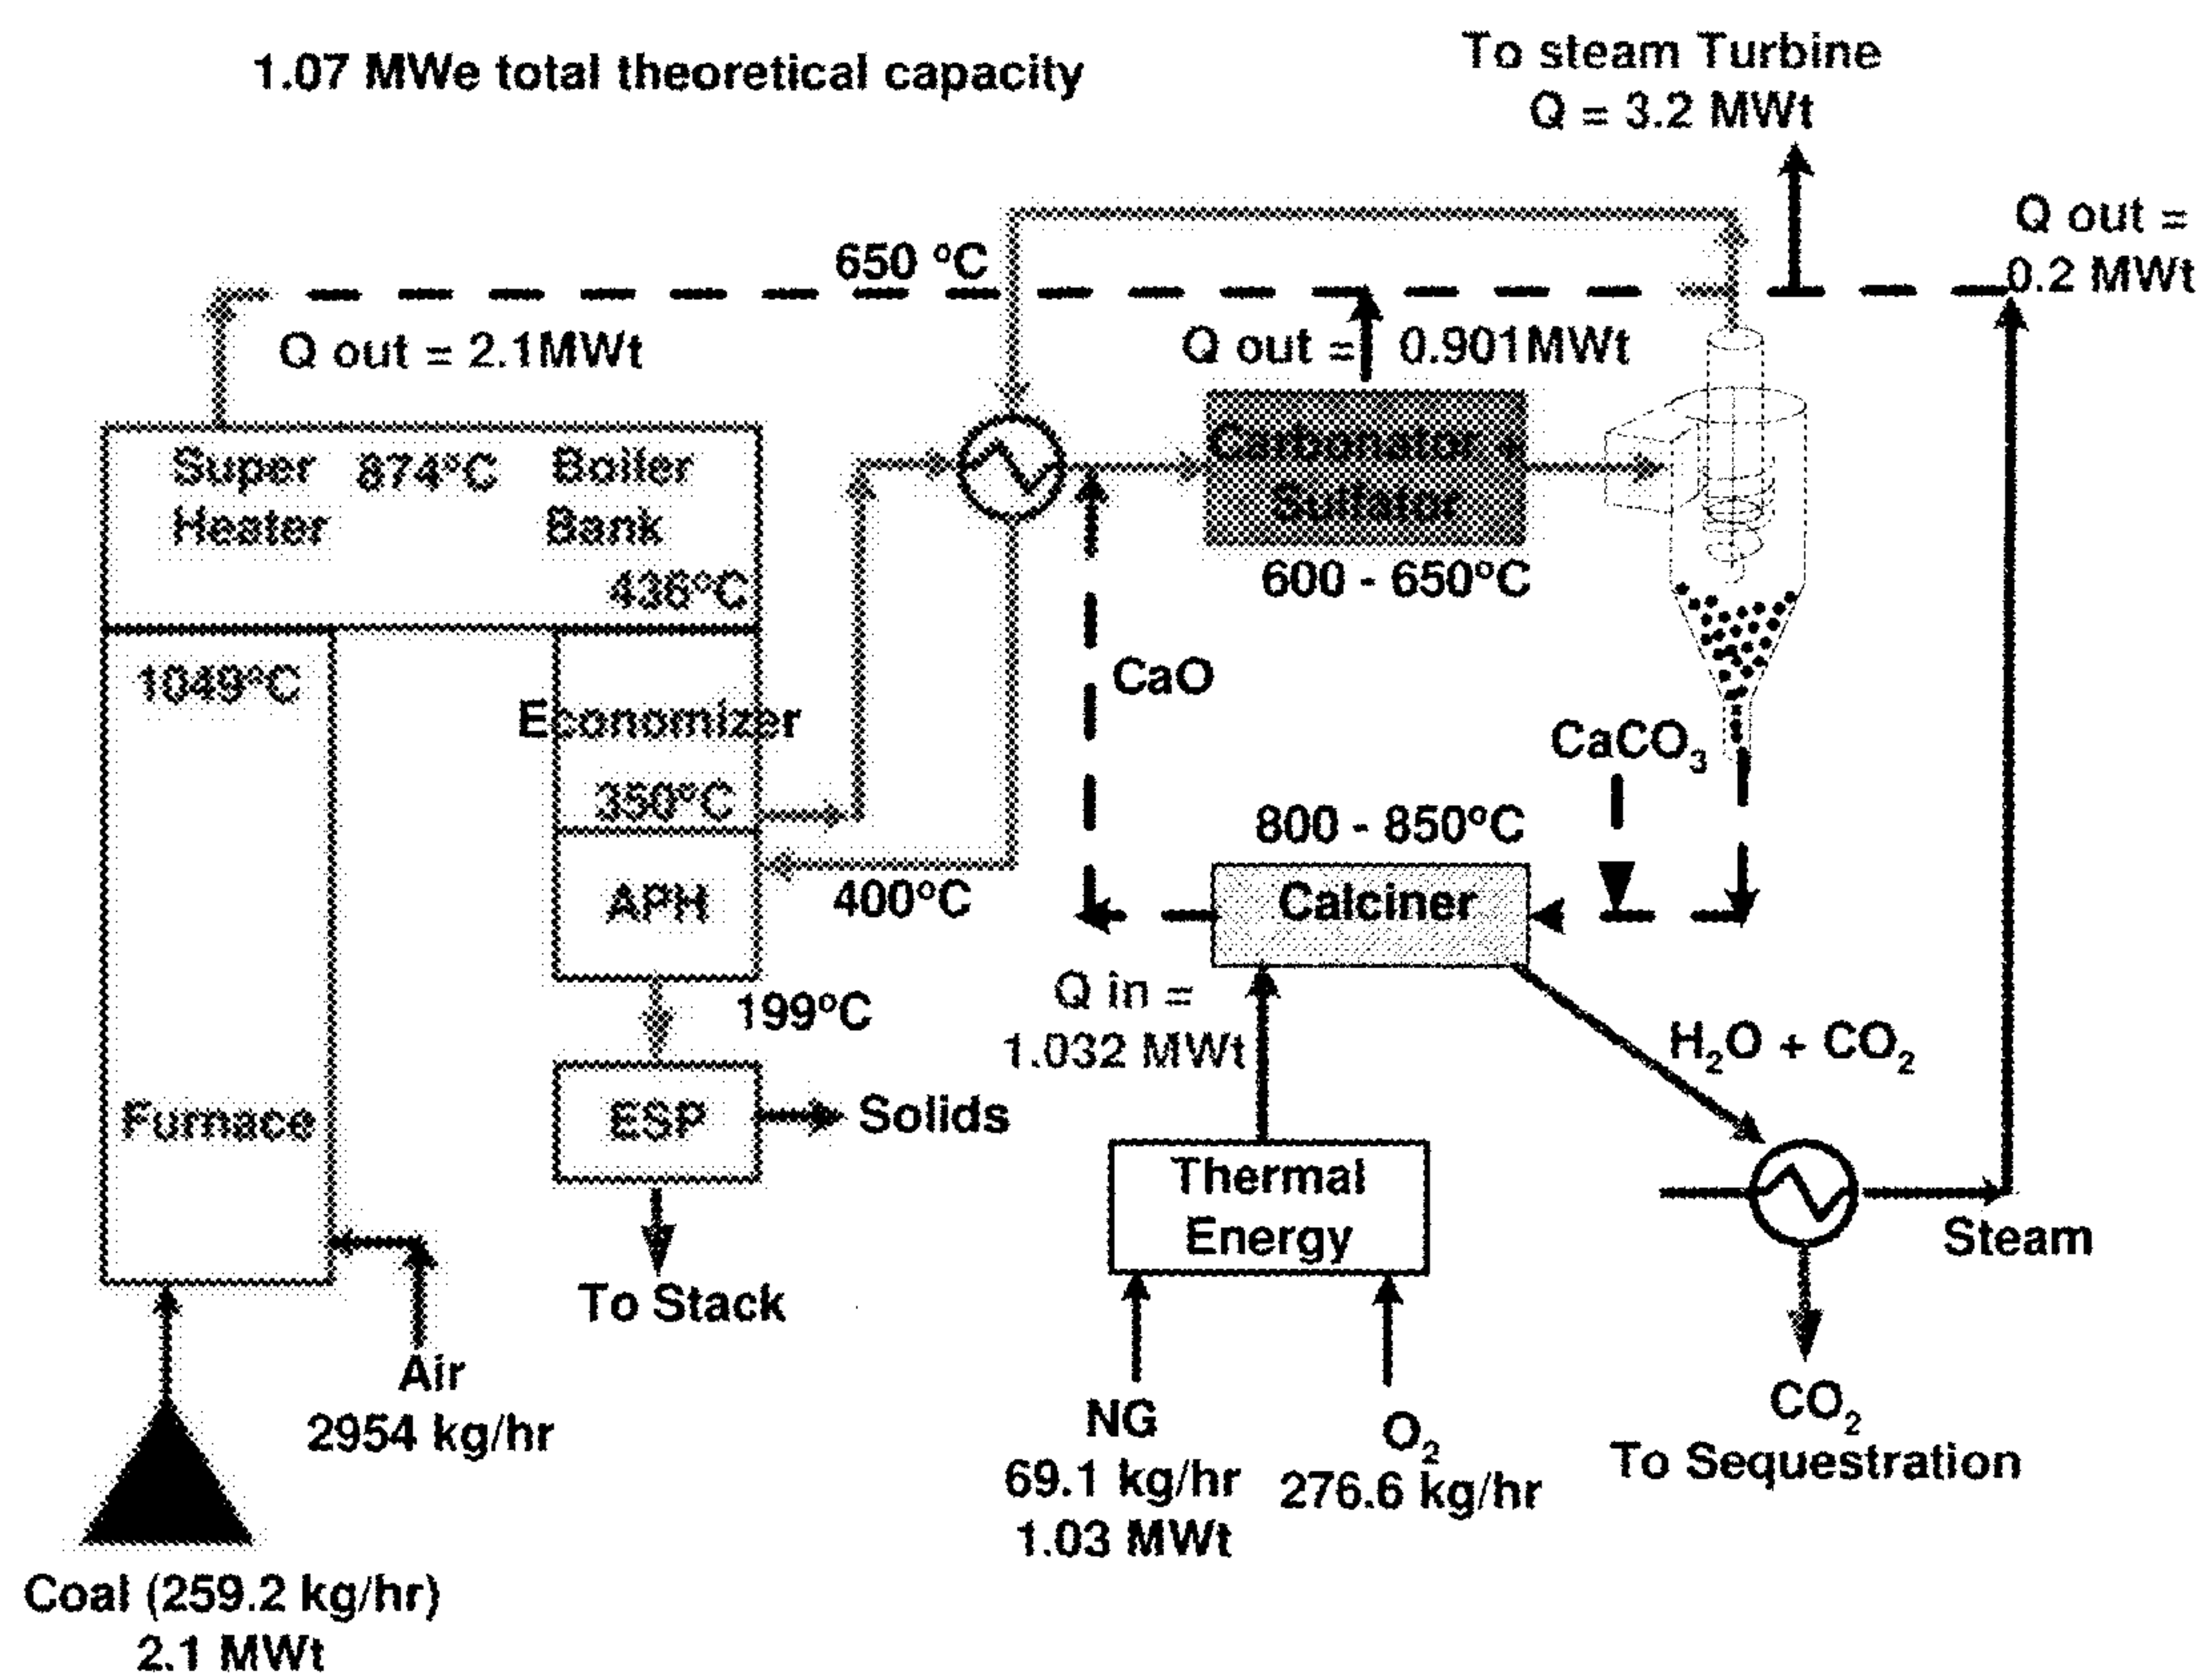 1.07 MWe total theoretical capacity
To steam Turbine
Q = 3.2 MWt
Q out =
0.2 MWt
650 °C
Q out = 2.1MWt
Q out = 0.901MWt
Super
Heater
874°C
Boiler
Bank
436°C
Carbonator +
Sulfator
600 - 650°C
1049°C
Economizer
350°C
CaO
CaCO₃
800 - 850°C
APH
400°C
Calciner
199°C
Q in =
1.032 MWt
H₂O + CO₂
Furnace
ESP
Solids
Thermal
Energy
Steam
To Stack
Air
2954 kg/hr
NG
69.1 kg/hr
1.03 MWt
O₂
276.6 kg/hr
CO₂
To Sequestration
Coal (259.2 kg/hr)
2.1 MWt